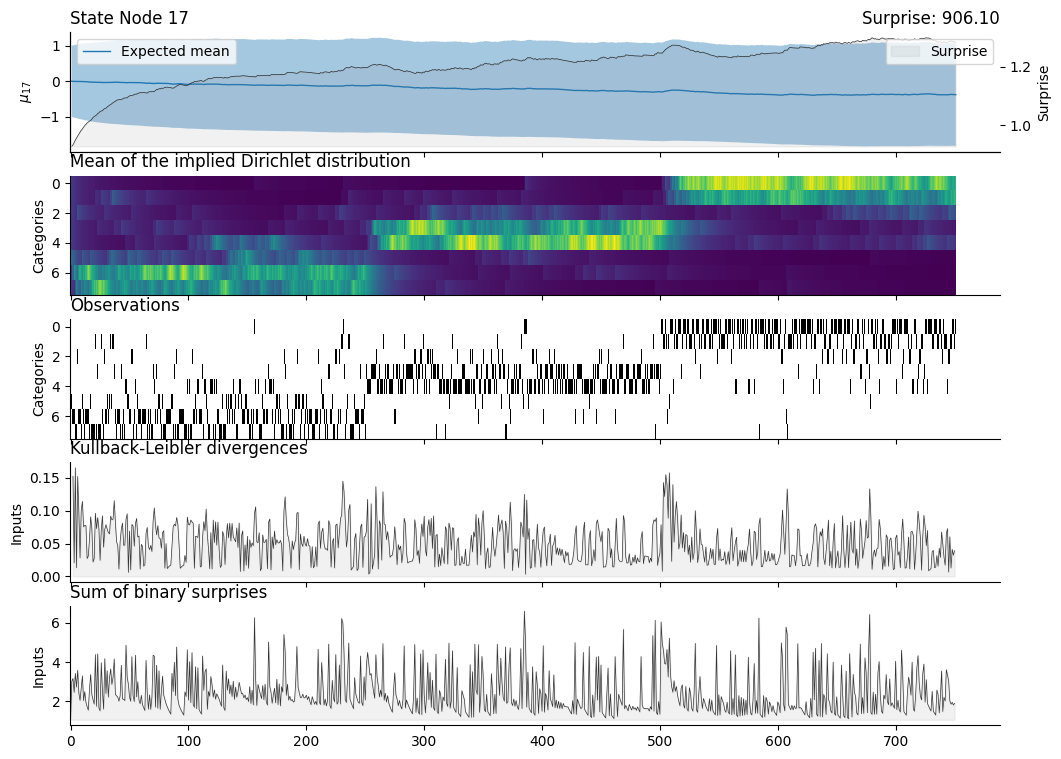 State Node 17 Surprise: 906.10
1 Expected mean Surprise 1.2
0
−1 1.0
μ17 Surprise
Mean of the implied Dirichlet distribution
0
2
4
6
Categories
Observations
0
2
4
6
Categories
Kullback-Leibler divergences
0.15
0.10
0.05
0.00
Inputs
Sum of binary surprises
6
4
2
Inputs
0 100 200 300 400 500 600 700